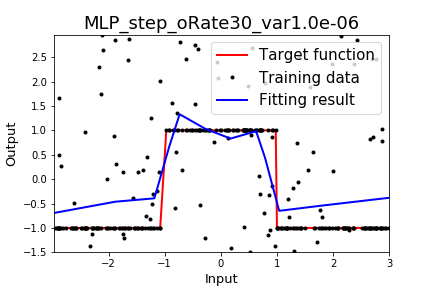 MLP_step_oRate30_var1.0e-06
Target function
Training data
Fitting result
Output
2.5
2.0
1.5
1.0
0.5
0.0
−0.5
−1.0
−1.5
−2 −1 0 1 2 3
Input